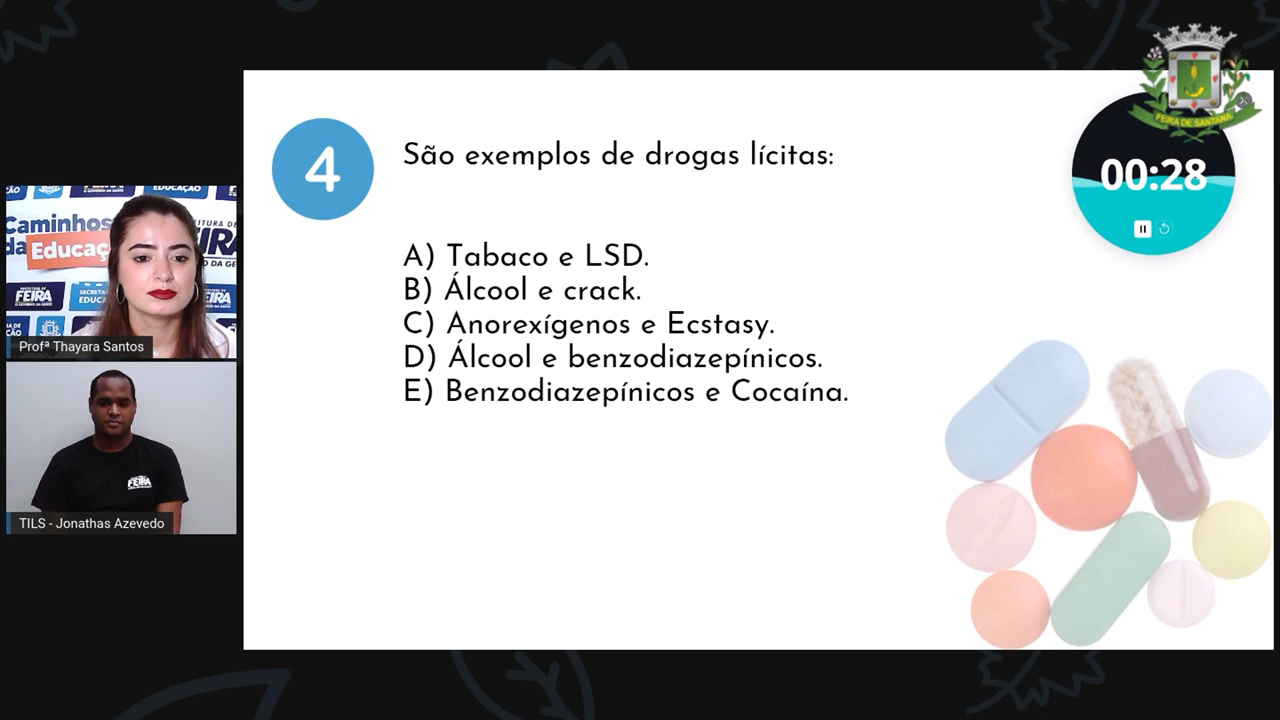 FEIRA DE SANTANA
00:28
4
São exemplos de drogas lícitas:
A) Tabaco e LSD.
B) Álcool e crack.
C) Anorexígenos e Ecstasy.
D) Álcool e benzodiazepínicos.
E) Benzodiazepínicos e Cocaína.
EDUCAÇÃO
Caminhos
da Educaç
FEIRA
Profª Thayara Santos
FEIRA
TILS - Jonathas Azevedo